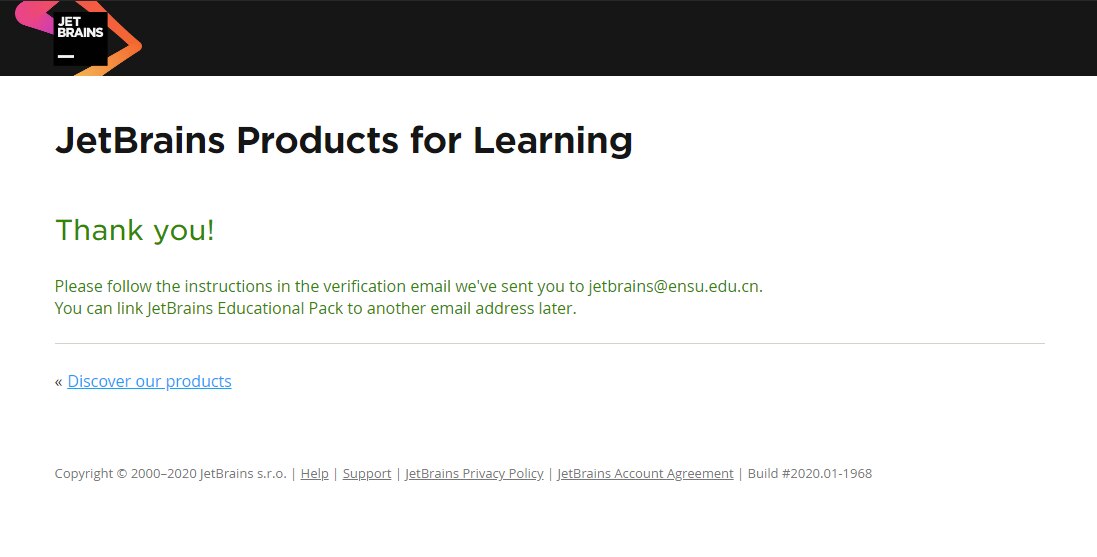 JET
BRAINS
JetBrains Products for Learning
Thank you!
Please follow the instructions in the verification email we've sent you to jetbrains@ensu.edu.cn.
You can link JetBrains Educational Pack to another email address later.
« Discover our products
Copyright © 2000–2020 JetBrains s.r.o. | Help | Support | JetBrains Privacy Policy | JetBrains Account Agreement | Build #2020.01-1968